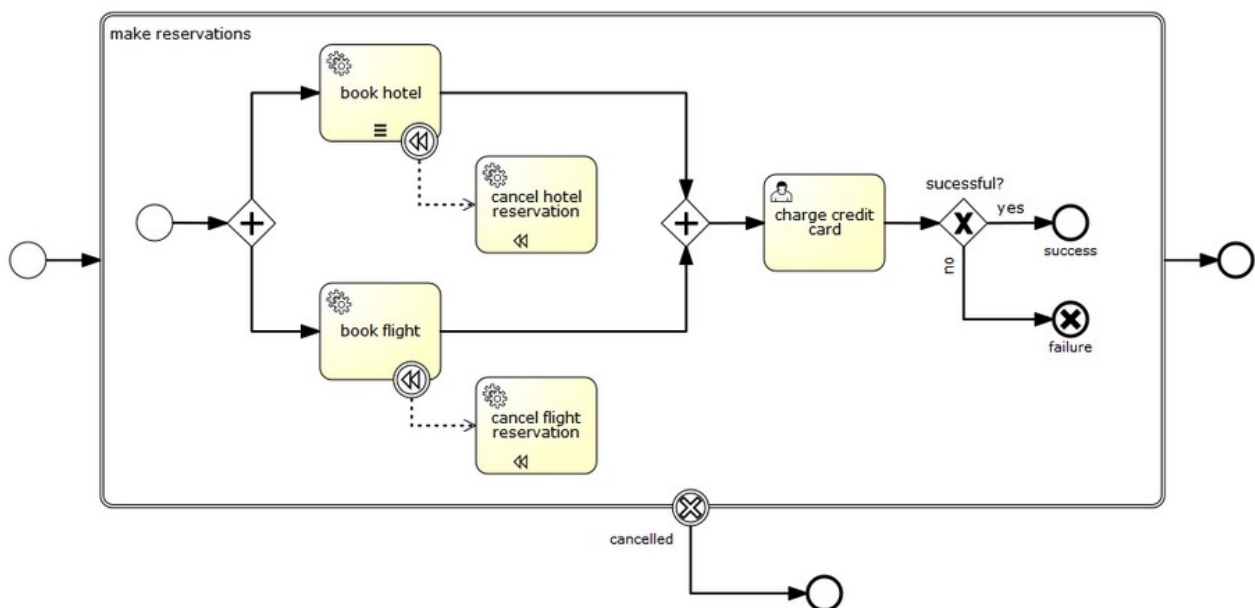 make reservations
book hotel
cancel hotel
reservation
sucessful?
yes
charge credit
card
success
no
book flight
failure
cancel flight
reservation
cancelled